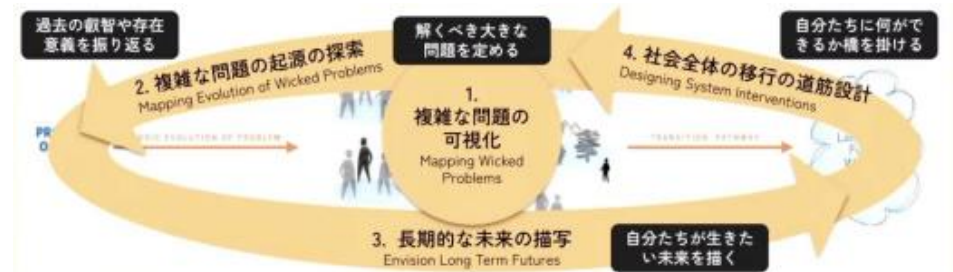 過去の叡智や存在
意義を振り返る
解くべき大きな
問題を定める
自分たちに何がで
きるか橋を掛ける
2. 複雑な問題の起源の探索
Mapping Evolution of Wicked Problems
4. 社会全体の移行の道筋設計
Designing System Interventions
1.
複雑な問題の
可視化
Mapping Wicked
Problems
EVOLUTION OF PROBLEM
TRANSITION PATHWAY
3. 長期的な未来の描写
Envision Long Term Futures
自分たちが生きた
い未来を描く